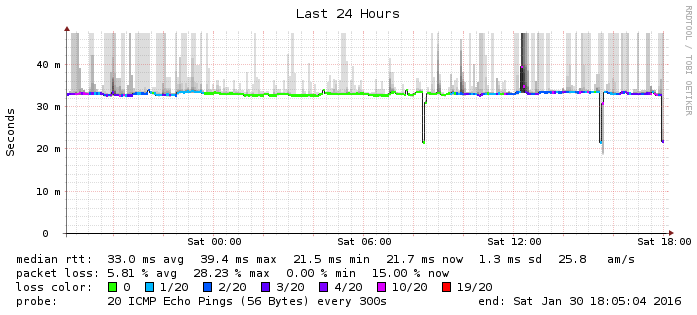 Last 24 Hours
RRDTOOL / TOBI OETIKER
Seconds
40 m
30 m
20 m
10 m
0
Sat 00:00 Sat 06:00 Sat 12:00 Sat 18:00
median rtt: 33.0 ms avg 39.4 ms max 21.5 ms min 21.7 ms now 1.3 ms sd 25.8 am/s
packet loss: 5.81 % avg 28.23 % max 0.00 % min 15.00 % now
loss color: 0 1/20 2/20 3/20 4/20 10/20 19/20
probe: 20 ICMP Echo Pings (56 Bytes) every 300s end: Sat Jan 30 18:05:04 2016